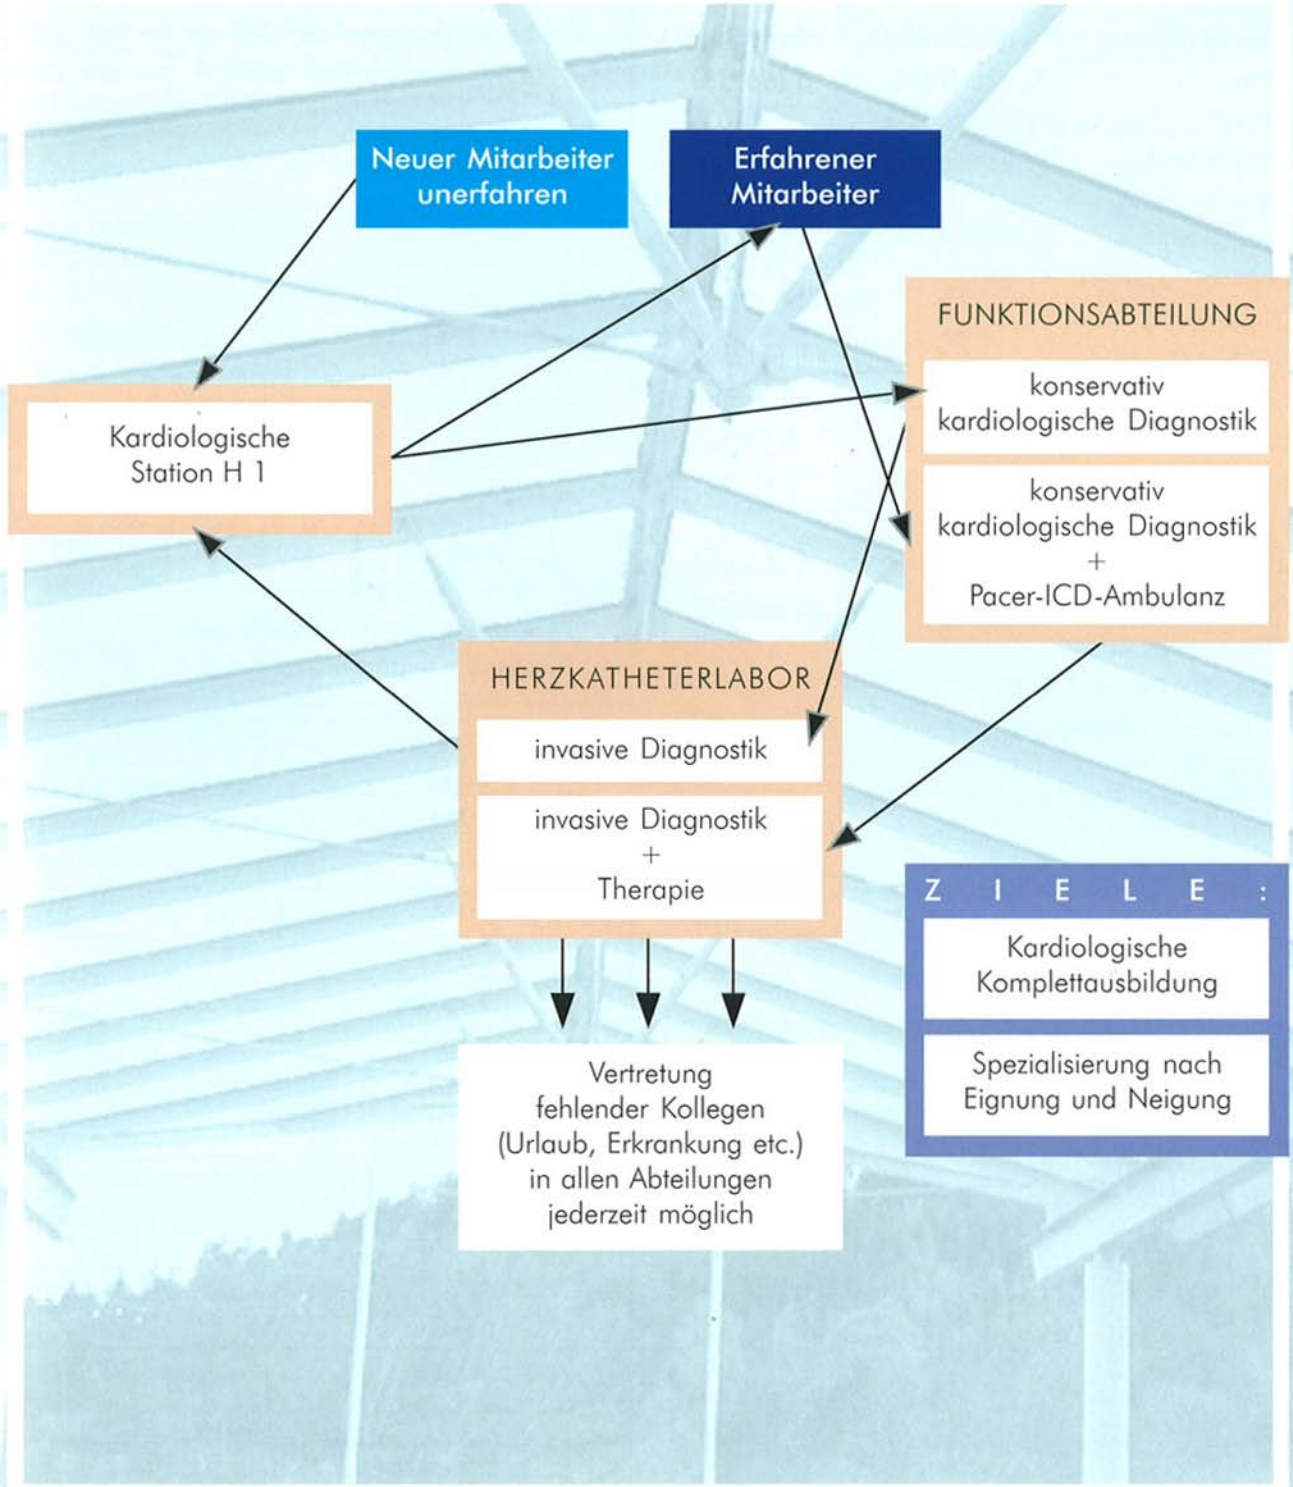 Neuer Mitarbeiter
unerfahren
Erfahrener
Mitarbeiter
FUNKTIONSABTEILUNG
konservativ
kardiologische Diagnostik
konservativ
kardiologische Diagnostik
+
Pacer-ICD-Ambulanz
Kardiologische
Station H 1
HERZKATHETERLABOR
invasive Diagnostik
invasive Diagnostik
+
Therapie
ZIELE:
Kardiologische
Komplettausbildung
Spezialisierung nach
Eignung und Neigung
Vertretung
fehlender Kollegen
(Urlaub, Erkrankung etc.)
in allen Abteilungen
jederzeit möglich